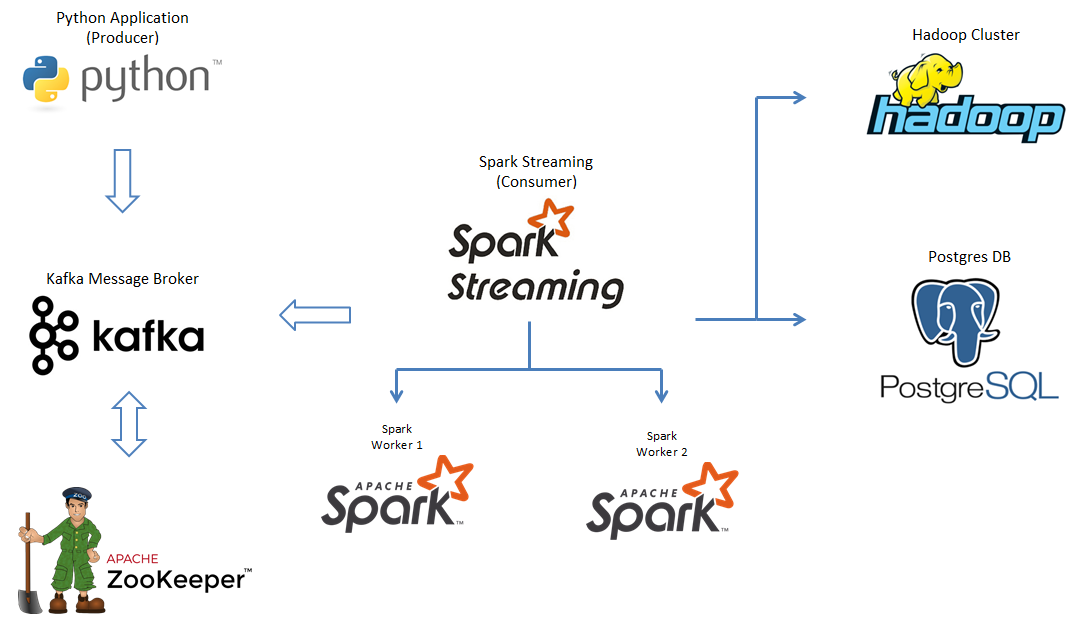 Python Application
(Producer)
python™
Kafka Message Broker
kafka
ZOO
APACHE
ZooKeeper™
Spark Streaming
(Consumer)
Spark
Streaming
Spark
Worker 1
APACHE
Spark™
Spark
Worker 2
APACHE
Spark™
Hadoop Cluster
hadoop
Postgres DB
PostgreSQL